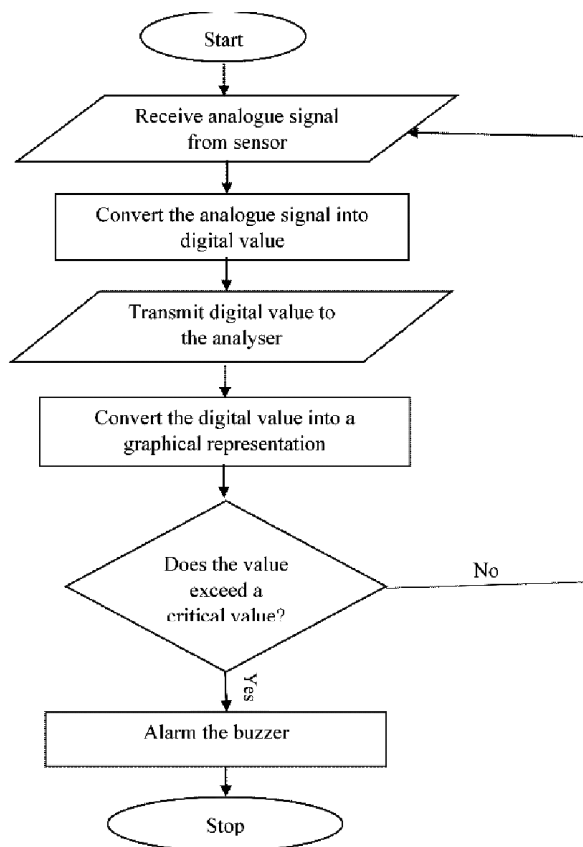 Start
Receive analogue signal
from sensor
Convert the analogue signal into
digital value
Transmit digital value to
the analyser
Convert the digital value into a
graphical representation
Does the value
exceed a
critical value?
No
Yes
Alarm the buzzer
Stop